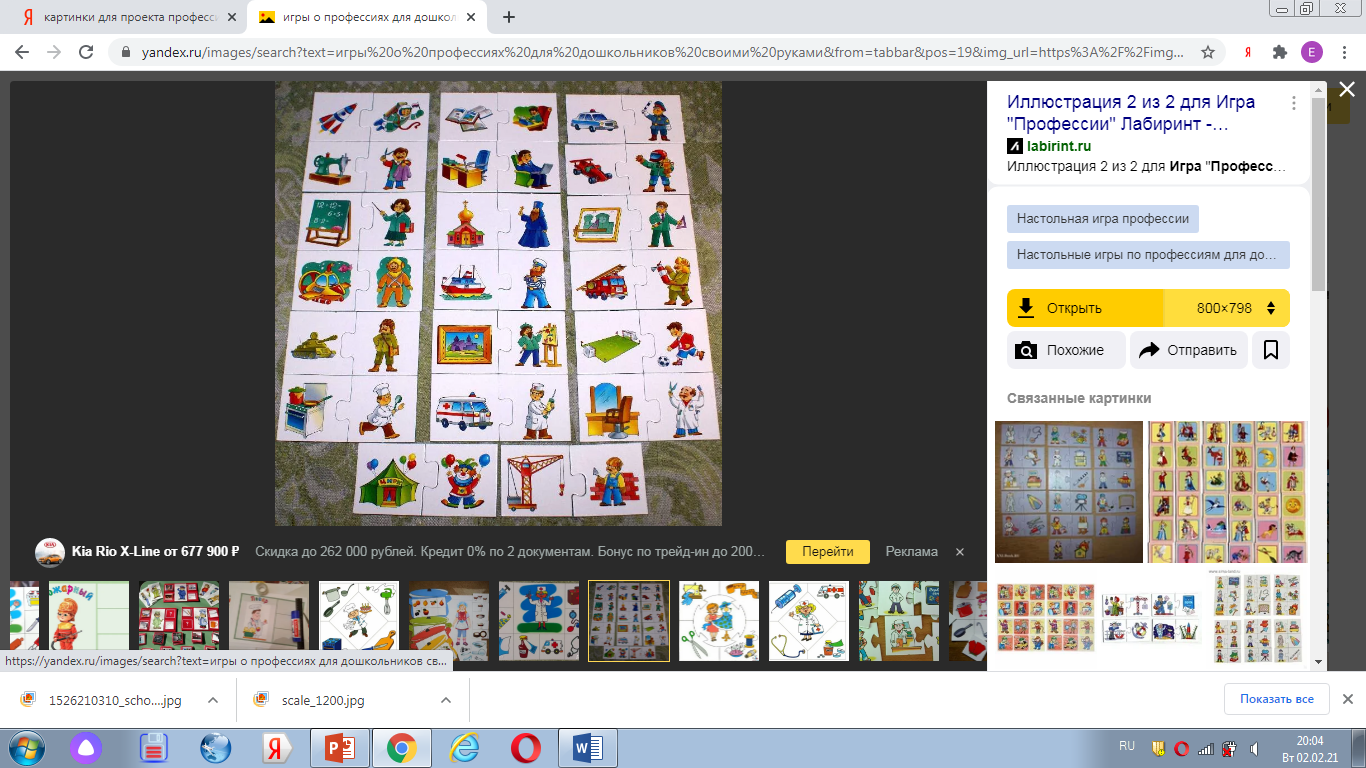 картинки для проекта професси
игры о профессиях для дошкол
yandex.ru/images/search?text=игры%20о%20профессиях%20для%20дошкольников%20своими%20руками&from=tabbar&pos=19&img_url=https%3A%2F%2Fimg...
E
Иллюстрация 2 из 2 для Игра
"Профессии" Лабиринт -...
labirint.ru
Иллюстрация 2 из 2 для Игра "Професс...
Настольная игра профессии
Настольные игры по профессиям для до...
Открыть
800×798
Похожие
Отправить
Связанные картинки
ЦИРК
Kia Rio X-Line от 677 900 ₽
Скидка до 262 000 рублей. Кредит 0% по 2 документам. Бонус по трейд-ин до 200...
Перейти
Реклама
https://yandex.ru/images/search?text=игры о профессиях для дошкольников св...
1526210310_scho....jpg
scale_1200.jpg
Показать все
RU
20:04
Вт 02.02.21